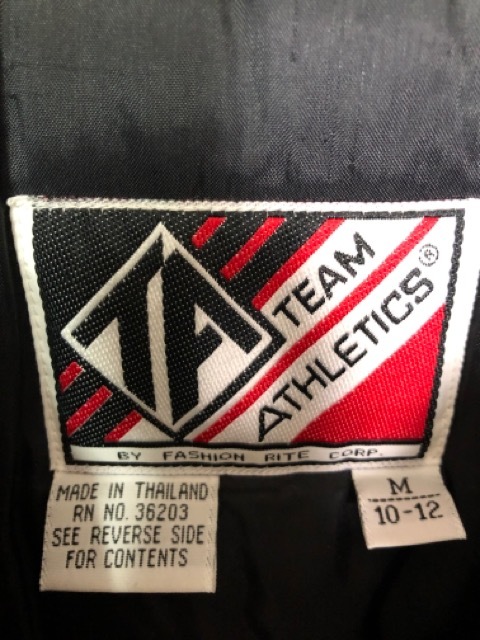 TA
TEAM
ATHLETICS®
BY FASHION RITE CORP.
MADE IN THAILAND
RN NO. 36203
SEE REVERSE SIDE
FOR CONTENTS
M
10-12